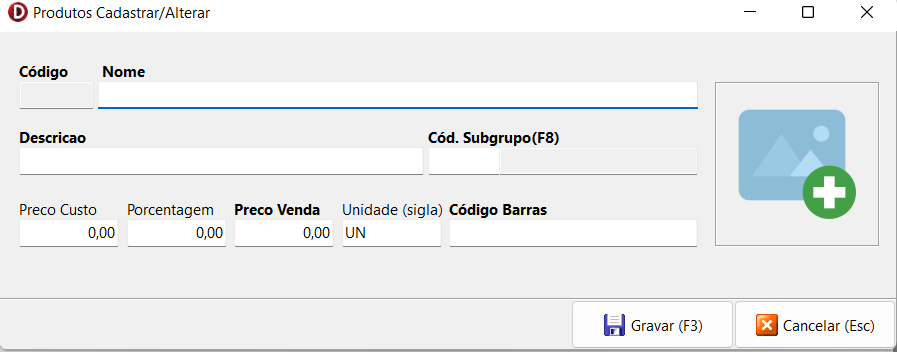 Produtos Cadastrar/Alterar
Código Nome
Descricao Cód. Subgrupo(F8)
Preco Custo Porcentagem Preco Venda Unidade (sigla) Código Barras
0,00 0,00 0,00 UN
Gravar (F3) Cancelar (Esc)